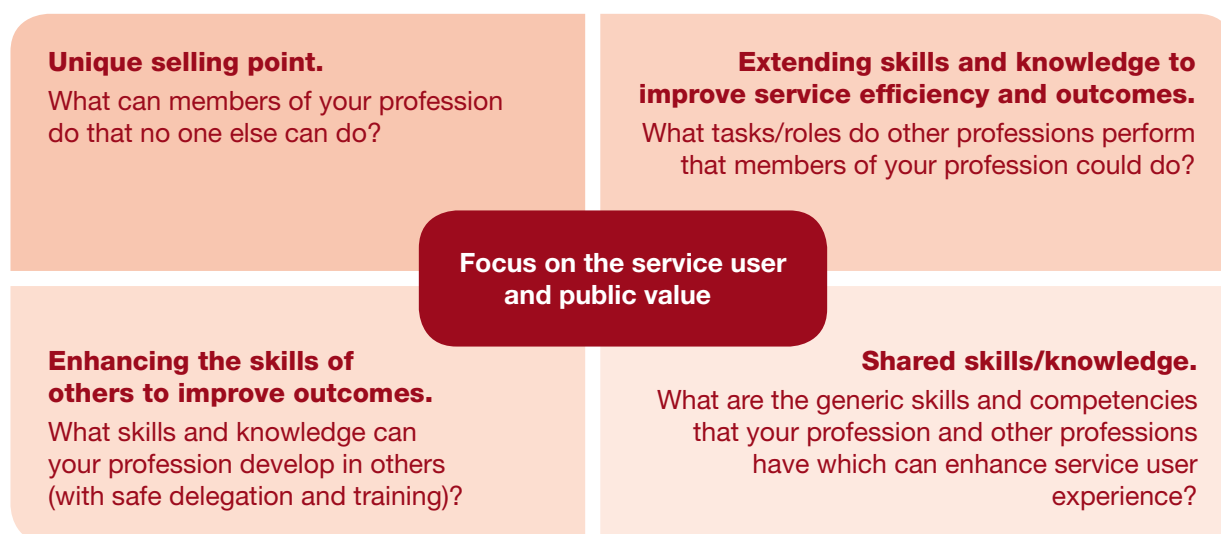 Unique selling point.
What can members of your profession
do that no one else can do?
Extending skills and knowledge to
improve service efficiency and outcomes.
What tasks/roles do other professions perform
that members of your profession could do?
Focus on the service user
and public value
Enhancing the skills of
others to improve outcomes.
What skills and knowledge can
your profession develop in others
(with safe delegation and training)?
Shared skills/knowledge.
What are the generic skills and competencies
that your profession and other professions
have which can enhance service user
experience?